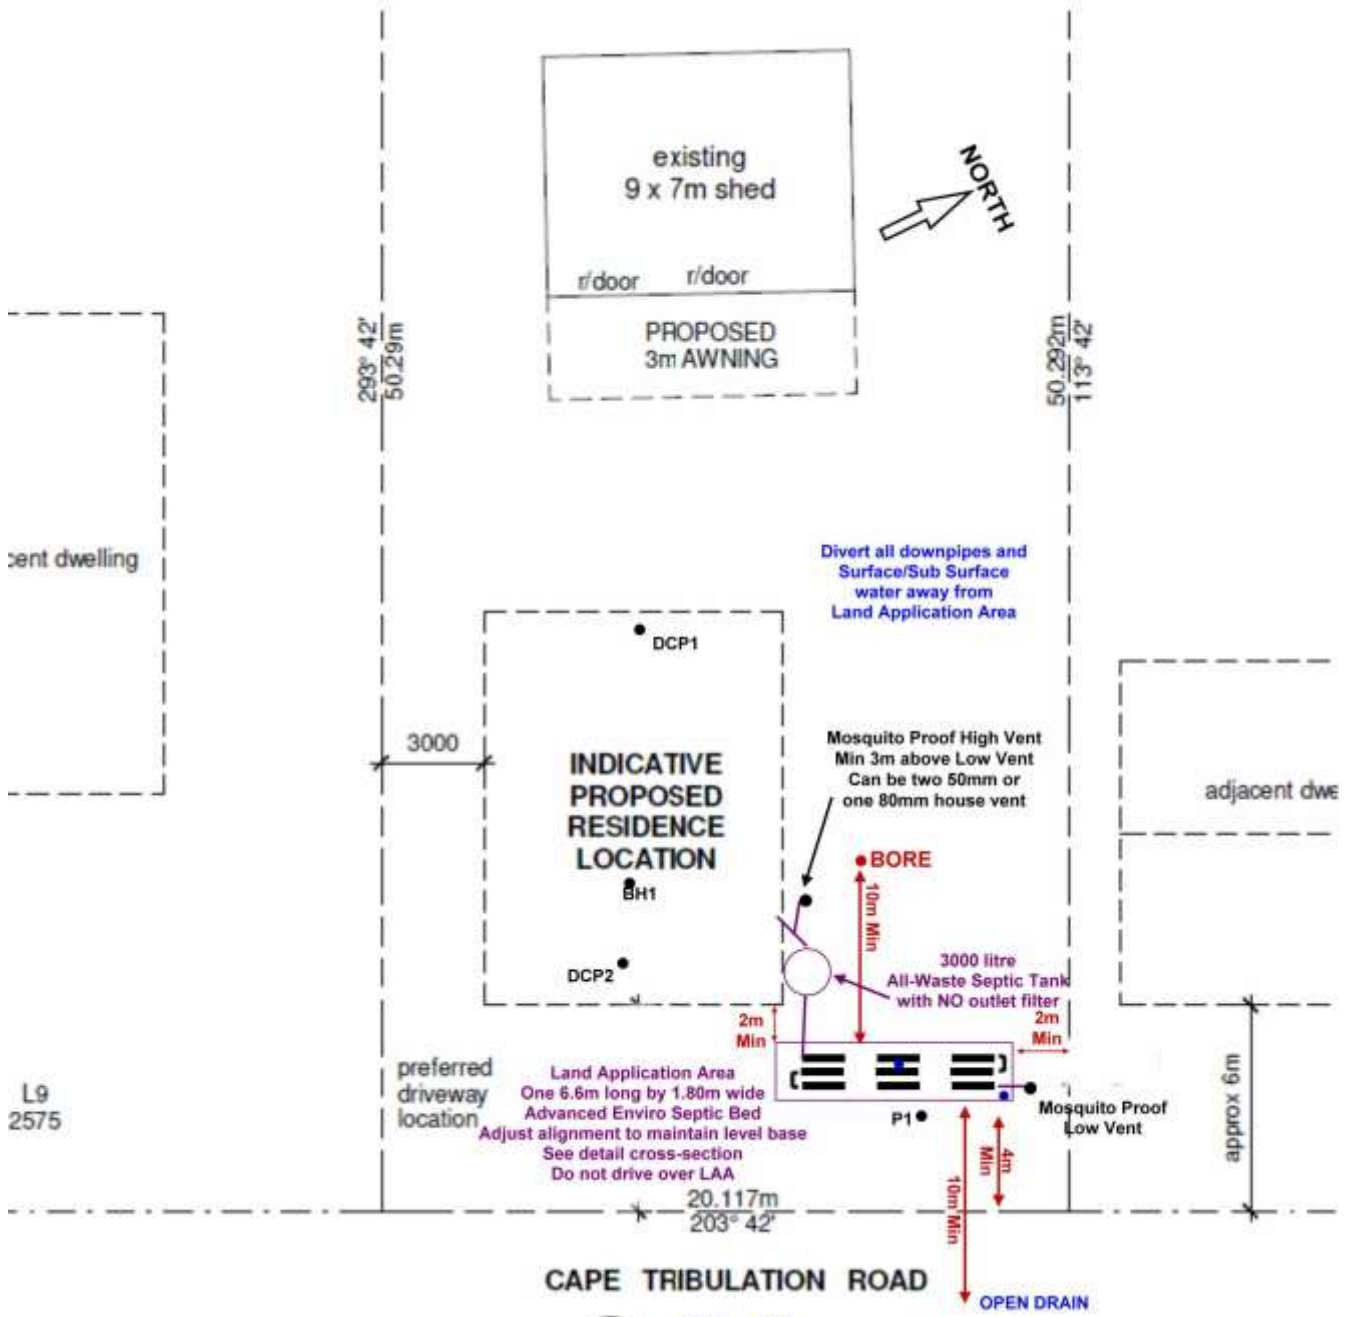 existing
9 x 7m shed
NORTH
r/door r/door
PROPOSED
3m AWNING
293° 42'
50.29m
50.292m
113° 42'
cent dwelling
Divert all downpipes and
Surface/Sub Surface
water away from
Land Application Area
DCP1
3000
INDICATIVE
PROPOSED
RESIDENCE
LOCATION
BH1
DCP2
Mosquito Proof High Vent
Min 3m above Low Vent
Can be two 50mm or
one 80mm house vent
adjacent dwe
BORE
10m Min
3000 litre
All-Waste Septic Tank
with NO outlet filter
2m
Min
2m
Min
preferred
driveway
location
Land Application Area
One 6.6m long by 1.80m wide
Advanced Enviro Septic Bed
Adjust alignment to maintain level base
See detail cross-section
Do not drive over LAA
L9
2575
P1
Mosquito Proof
Low Vent
4m
Min
10m Min
approx 6m
20.117m
203° 42'
CAPE TRIBULATION ROAD
OPEN DRAIN